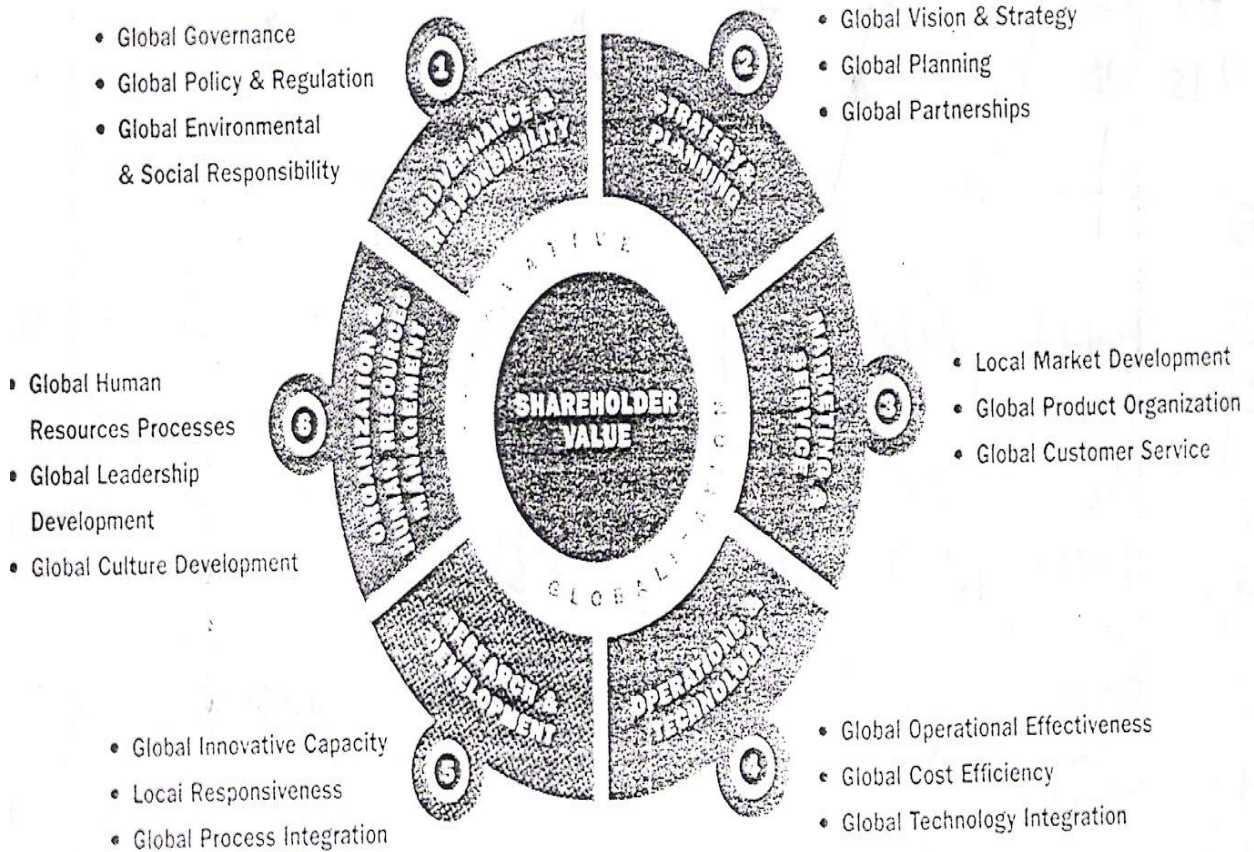 • Global Governance
• Global Policy & Regulation
• Global Environmental
& Social Responsibility
1
GOVERNANCE &
RESPONSIBILITY
2
STRATEGY &
PLANNING
• Global Vision & Strategy
• Global Planning
• Global Partnerships
3
MARKETING &
SERVICE
• Local Market Development
• Global Product Organization
• Global Customer Service
4
OPERATIONS &
TECHNOLOGY
• Global Operational Effectiveness
• Global Cost Efficiency
• Global Technology Integration
5
RESEARCH &
DEVELOPMENT
• Global Innovative Capacity
• Local Responsiveness
• Global Process Integration
6
ORGANIZATION &
HUMAN RESOURCES
MANAGEMENT
• Global Human
Resources Processes
• Global Leadership
Development
• Global Culture Development
SHAREHOLDER
VALUE